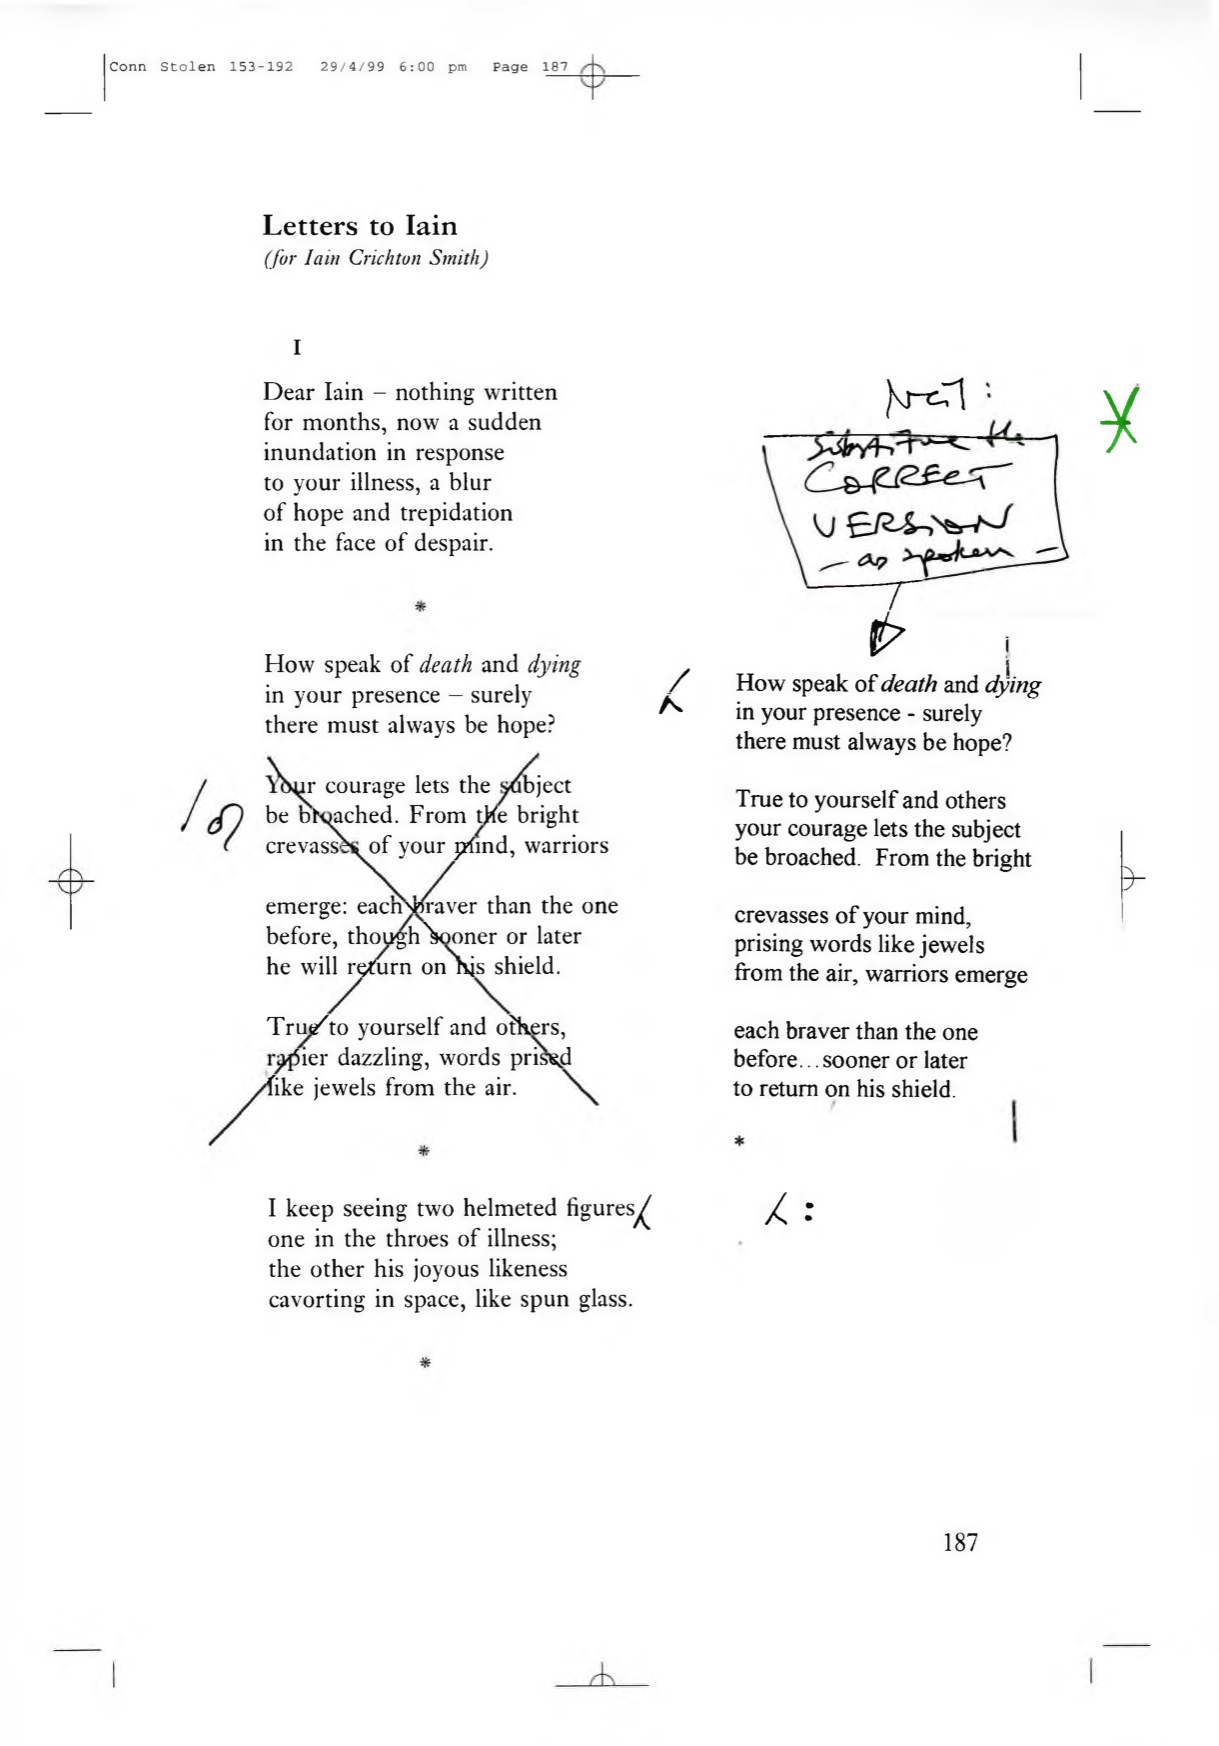 Conn Stolen 153-192 29/4/99 6:00 pm Page 187
Letters to Iain
(for Iain Crichton Smith)
I
Dear Iain – nothing written
for months, now a sudden
inundation in response
to your illness, a blur
of hope and trepidation
in the face of despair.
*
How speak of death and dying
in your presence – surely
there must always be hope?
Your courage lets the subject
be broached. From the bright
crevasses of your mind, warriors
emerge: each braver than the one
before, though sooner or later
he will return on his shield.
True to yourself and others,
rapier dazzling, words prised
like jewels from the air.
*
I keep seeing two helmeted figures
one in the throes of illness;
the other his joyous likeness
cavorting in space, like spun glass.
*
substitute the
CORRECT
VERSION
– as spoken –
How speak of death and dying
in your presence - surely
there must always be hope?
True to yourself and others
your courage lets the subject
be broached. From the bright
crevasses of your mind,
prising words like jewels
from the air, warriors emerge
each braver than the one
before...sooner or later
to return on his shield.
*
:
187